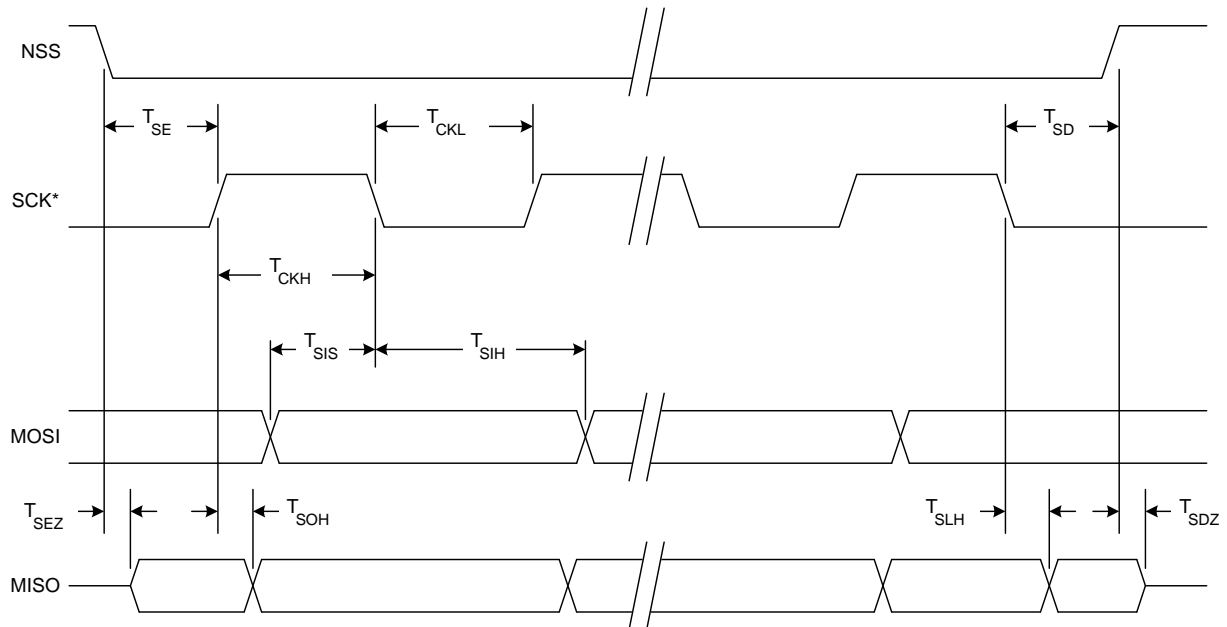 NSS
T_SE
T_CKL
T_SD
SCK*
T_CKH
T_SIS
T_SIH
MOSI
T_SEZ
T_SOH
T_SLH
T_SDZ
MISO